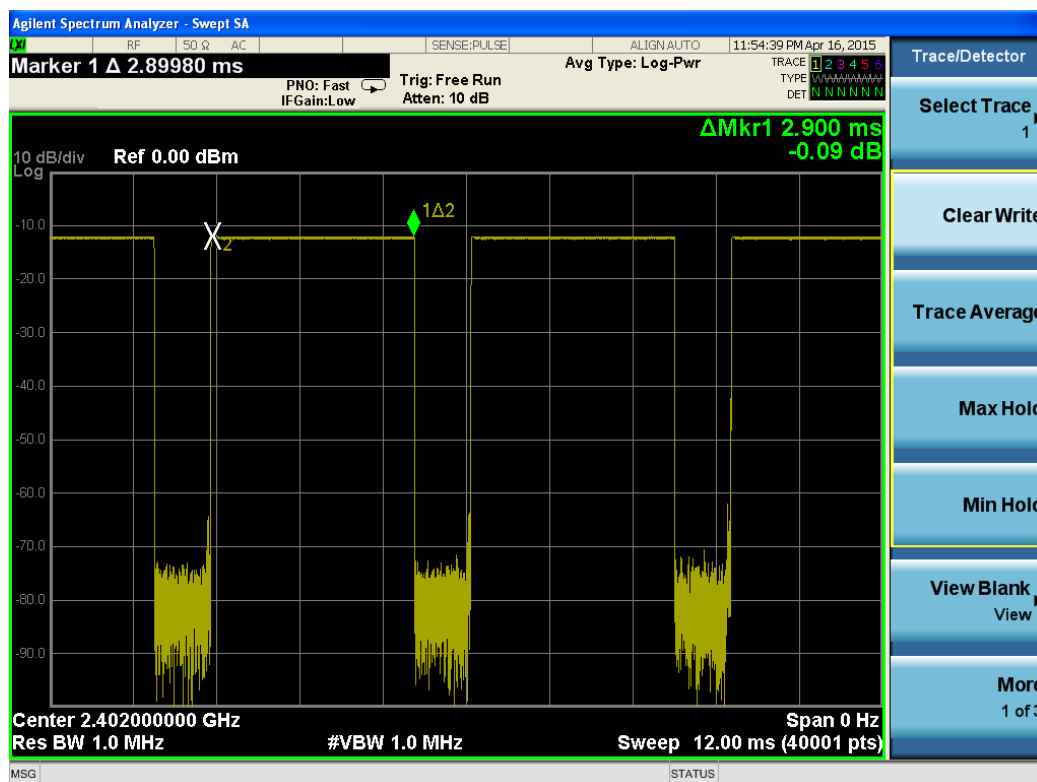 Agilent Spectrum Analyzer - Swept SA
LXI RF 50 Ω AC SENSE:PULSE ALIGN AUTO 11:54:39 PM Apr 16, 2015
Marker 1 Δ 2.89980 ms
PNO: Fast
IFGain:Low
Trig: Free Run
Atten: 10 dB
Avg Type: Log-Pwr
TRACE 1 2 3 4 5 6
TYPE
DET N N N N N N
ΔMkr1 2.900 ms
-0.09 dB
10 dB/div Ref 0.00 dBm
Log
-10.0
-20.0
-30.0
-40.0
-50.0
-60.0
-70.0
-80.0
-90.0
1Δ2
2
Center 2.402000000 GHz Span 0 Hz
Res BW 1.0 MHz #VBW 1.0 MHz Sweep 12.00 ms (40001 pts)
MSG STATUS
Trace/Detector
Select Trace
1
Clear Write
Trace Average
Max Hold
Min Hold
View Blank
View
More
1 of 3